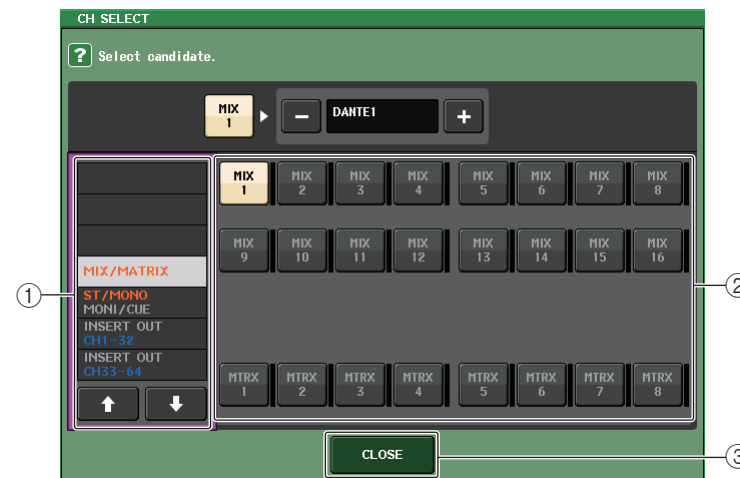 CH SELECT
? Select candidate.
MIX 1
−
DANTE1
+
MIX/MATRIX
ST/MONO
MONI/CUE
INSERT OUT
CH1-32
INSERT OUT
CH33-64
MIX 1 MIX 2 MIX 3 MIX 4 MIX 5 MIX 6 MIX 7 MIX 8
MIX 9 MIX 10 MIX 11 MIX 12 MIX 13 MIX 14 MIX 15 MIX 16
MTRX 1 MTRX 2 MTRX 3 MTRX 4 MTRX 5 MTRX 6 MTRX 7 MTRX 8
CLOSE
①
②
③